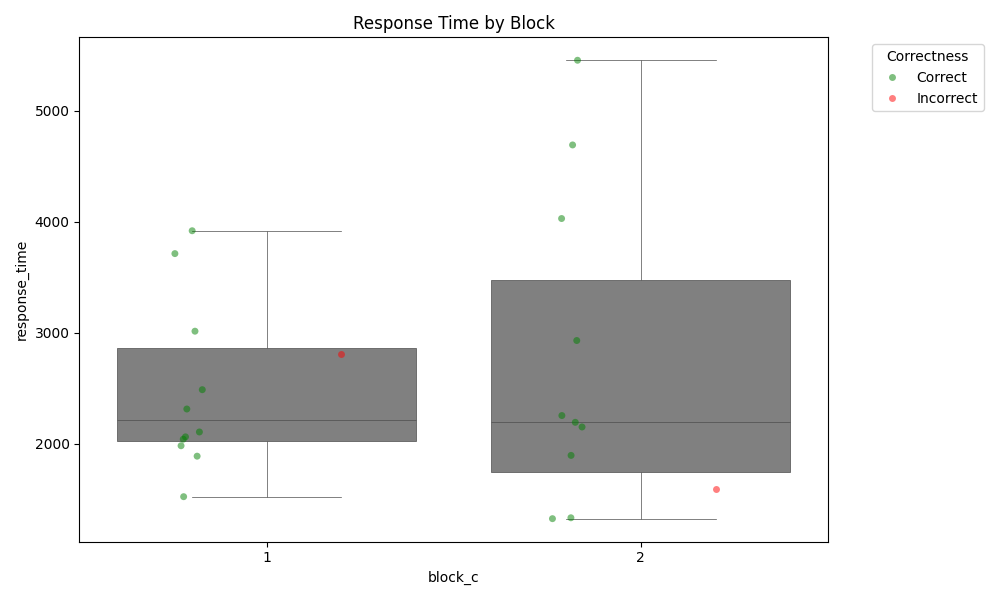 Response Time by Block
Correctness
Correct
Incorrect
response_time
5000
4000
3000
2000
1
2
block_c